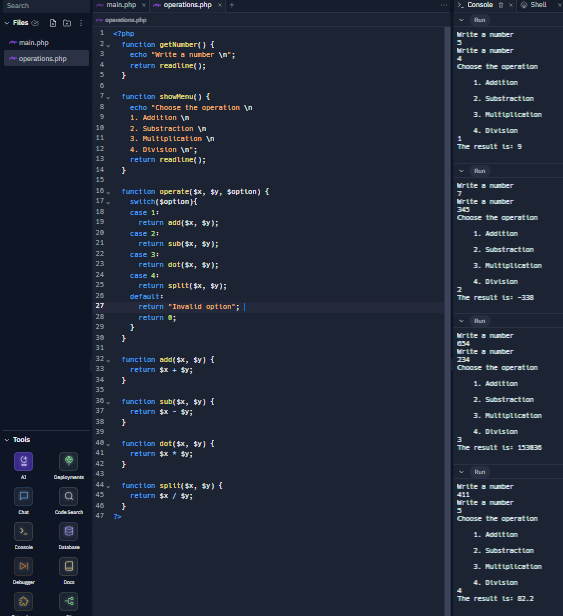 Search
Files
main.php
operations.php
Tools
AI
Deployments
Chat
Code Search
Console
Database
Debugger
Docs
main.php
operations.php
operations.php
1 <?php
2 function getNumber() {
3 echo "Write a number \n";
4 return readline();
5 }
6
7 function showMenu() {
8 echo "Choose the operation \n
9 1. Addition \n
10 2. Substraction \n
11 3. Multiplication \n
12 4. Division \n";
13 return readline();
14 }
15
16 function operate($x, $y, $option) {
17 switch($option){
18 case 1:
19 return add($x, $y);
20 case 2:
21 return sub($x, $y);
22 case 3:
23 return dot($x, $y);
24 case 4:
25 return split($x, $y);
26 default:
27 return "Invalid option";
28 return 0;
29 }
30 }
31
32 function add($x, $y) {
33 return $x + $y;
34 }
35
36 function sub($x, $y) {
37 return $x - $y;
38 }
39
40 function dot($x, $y) {
41 return $x * $y;
42 }
43
44 function split($x, $y) {
45 return $x / $y;
46 }
47 ?>
Console
Shell
Run
Write a number
5
Write a number
4
Choose the operation
1. Addition
2. Substraction
3. Multiplication
4. Division
1
The result is: 9
Run
Write a number
7
Write a number
345
Choose the operation
1. Addition
2. Substraction
3. Multiplication
4. Division
2
The result is: -338
Run
Write a number
654
Write a number
234
Choose the operation
1. Addition
2. Substraction
3. Multiplication
4. Division
3
The result is: 153036
Run
Write a number
411
Write a number
5
Choose the operation
1. Addition
2. Substraction
3. Multiplication
4. Division
4
The result is: 82.2